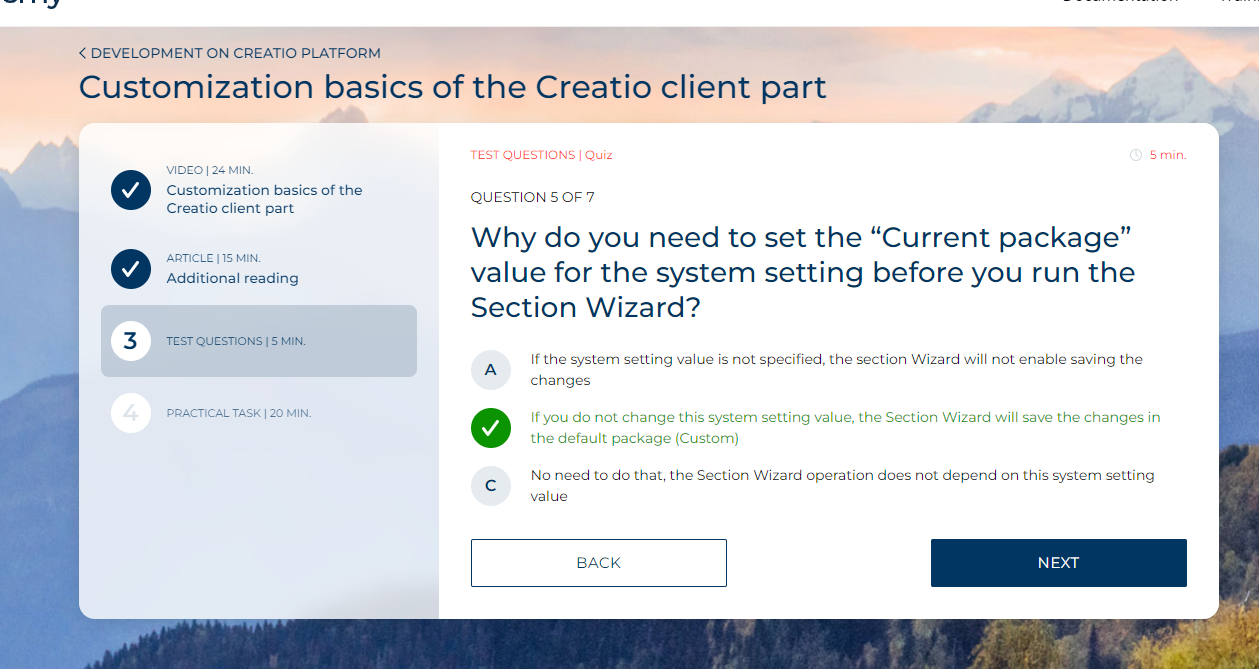 < DEVELOPMENT ON CREATIO PLATFORM
Customization basics of the Creatio client part
VIDEO | 24 MIN.
Customization basics of the
Creatio client part
ARTICLE | 15 MIN.
Additional reading
3
TEST QUESTIONS | 5 MIN.
4
PRACTICAL TASK | 20 MIN.
TEST QUESTIONS | Quiz
5 min.
QUESTION 5 OF 7
Why do you need to set the “Current package”
value for the system setting before you run the
Section Wizard?
A
If the system setting value is not specified, the section Wizard will not enable saving the
changes
If you do not change this system setting value, the Section Wizard will save the changes in
the default package (Custom)
C
No need to do that, the Section Wizard operation does not depend on this system setting
value
BACK
NEXT